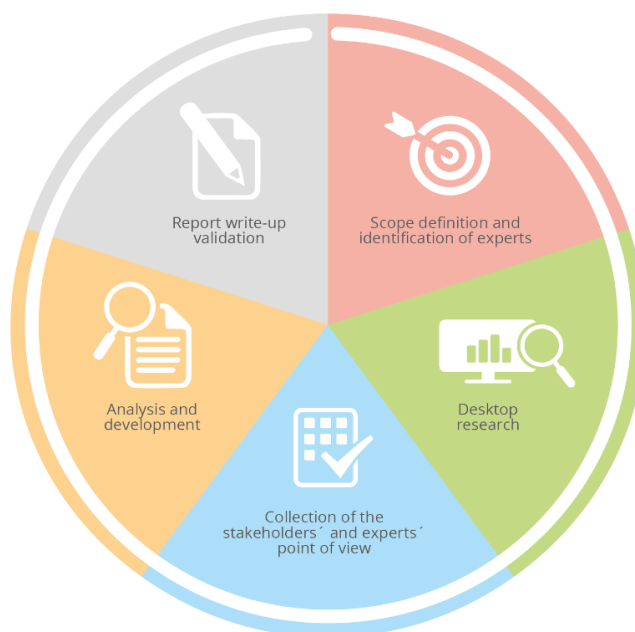 Scope definition and
identification of experts
Desktop
research
Collection of the
stakeholders´ and experts´
point of view
Analysis and
development
Report write-up
validation